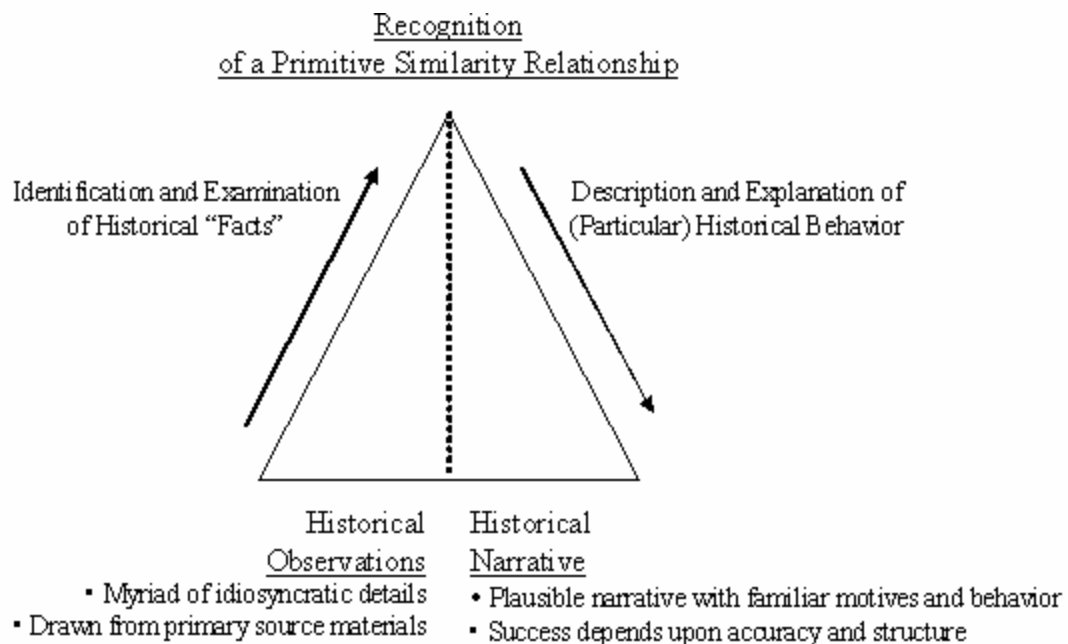 Recognition
of a Primitive Similarity Relationship
Identification and Examination
of Historical “Facts”
Description and Explanation of
(Particular) Historical Behavior
Historical
Observations
▪ Myriad of idiosyncratic details
▪ Drawn from primary source materials
Historical
Narrative
• Plausible narrative with familiar motives and behavior
▪ Success depends upon accuracy and structure